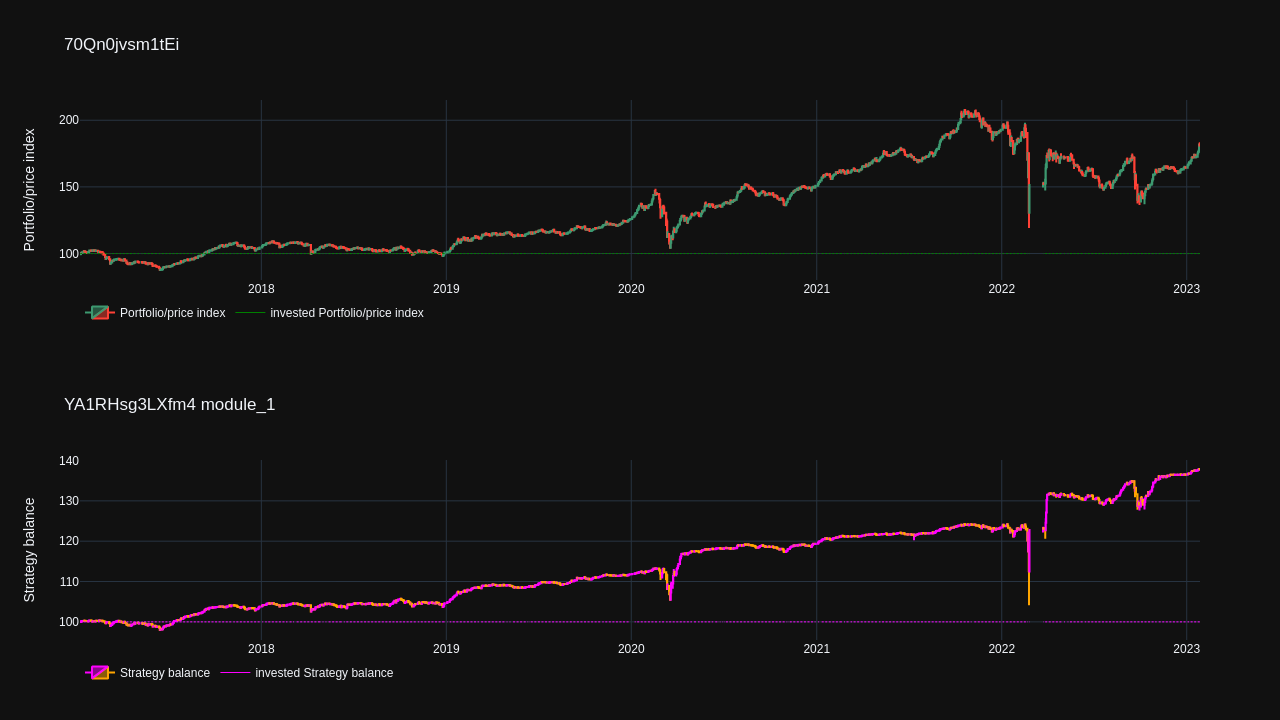 70Qn0jvsm1tEi
Portfolio/price index
200
150
100
2018 2019 2020 2021 2022 2023
Portfolio/price index invested Portfolio/price index
YA1RHsg3LXfm4 module_1
Strategy balance
140
130
120
110
100
2018 2019 2020 2021 2022 2023
Strategy balance invested Strategy balance